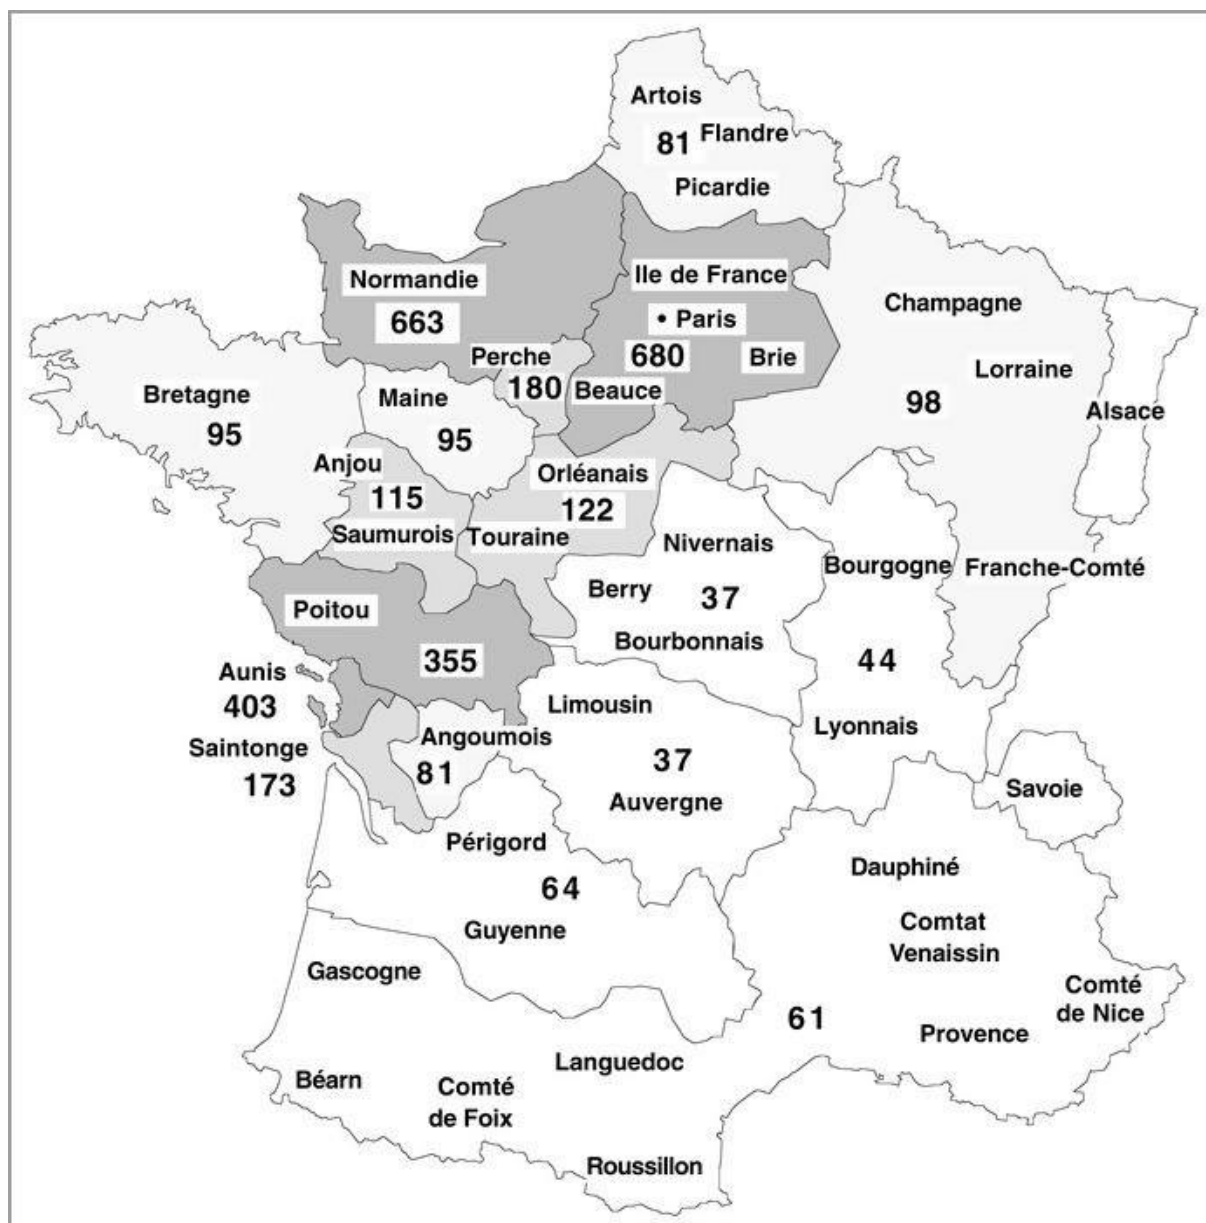 Artois
81 Flandre
Picardie
Normandie
663
Ile de France
• Paris
680
Brie
Beauce
Perche
180
Champagne
Lorraine
98
Alsace
Bretagne
95
Maine
95
Anjou
115
Saumurois
Orléanais
122
Touraine
Nivernais
Berry
37
Bourbonnais
Bourgogne
Franche-Comté
44
Lyonnais
Poitou
355
Aunis
403
Saintonge
173
Angoumois
81
Limousin
37
Auvergne
Savoie
Périgord
64
Guyenne
Dauphiné
Comtat
Venaissin
Comté
de Nice
61
Provence
Gascogne
Languedoc
Béarn
Comté
de Foix
Roussillon